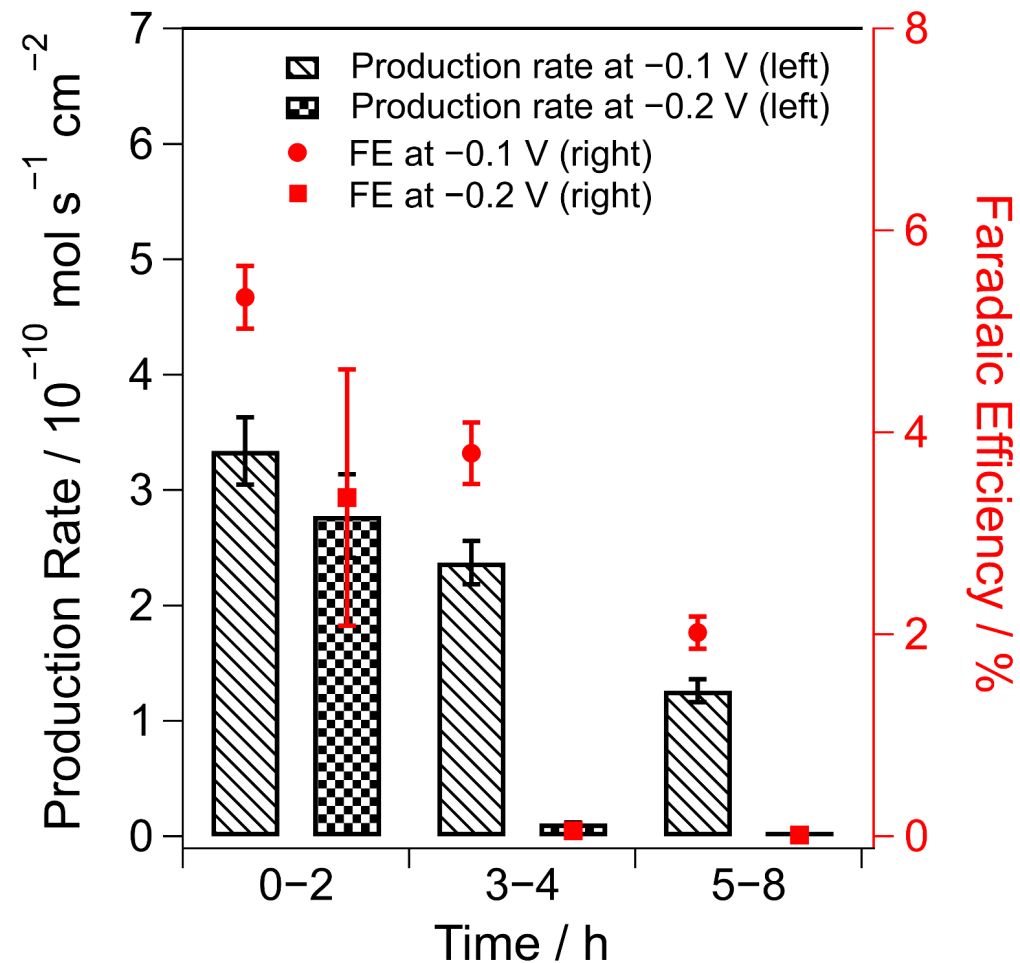 Production Rate / 10⁻¹⁰ mol s⁻¹ cm⁻²
7
6
5
4
3
2
1
0
Production rate at −0.1 V (left)
Production rate at −0.2 V (left)
FE at −0.1 V (right)
FE at −0.2 V (right)
8
6
4
2
0
Faradaic Efficiency / %
0−2
3−4
5−8
Time / h